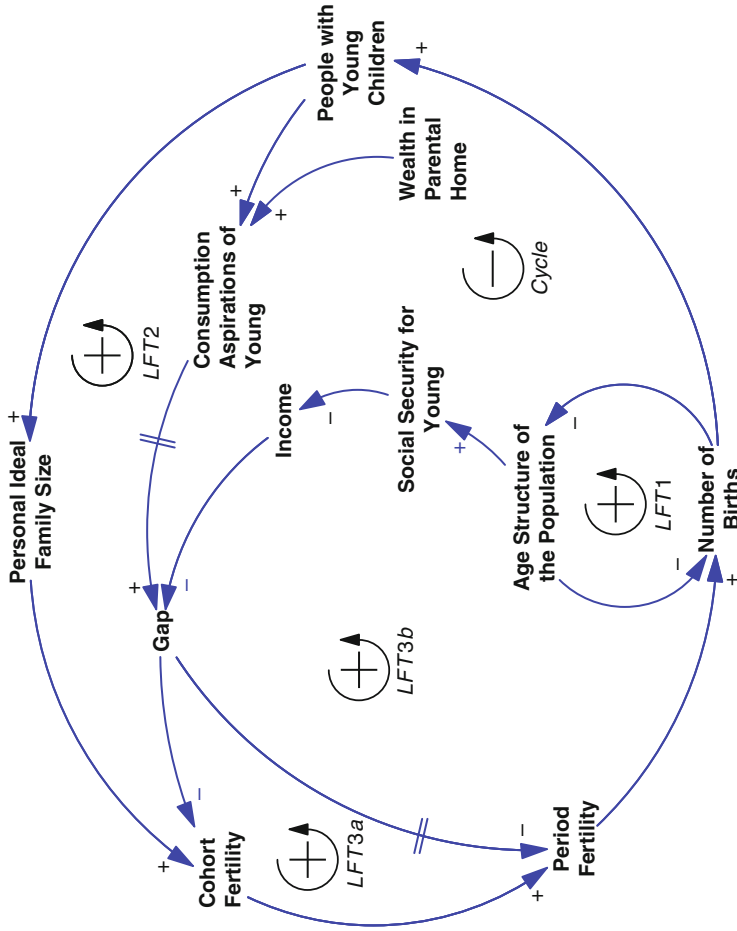 Personal Ideal
Family Size
+
+
LFT2
People with
Young
Children
+
+
+
Consumption
Aspirations of
Young
Wealth in
Parental
Home
Gap
+
–
Income
–
Social Security for
Young
+
Cycle
–
Cohort
Fertility
+
–
LFT3a
+
LFT3b
+
Age Structure of
the Population
–
LFT1
+
–
Number of
Births
+
Period
Fertility
+
–